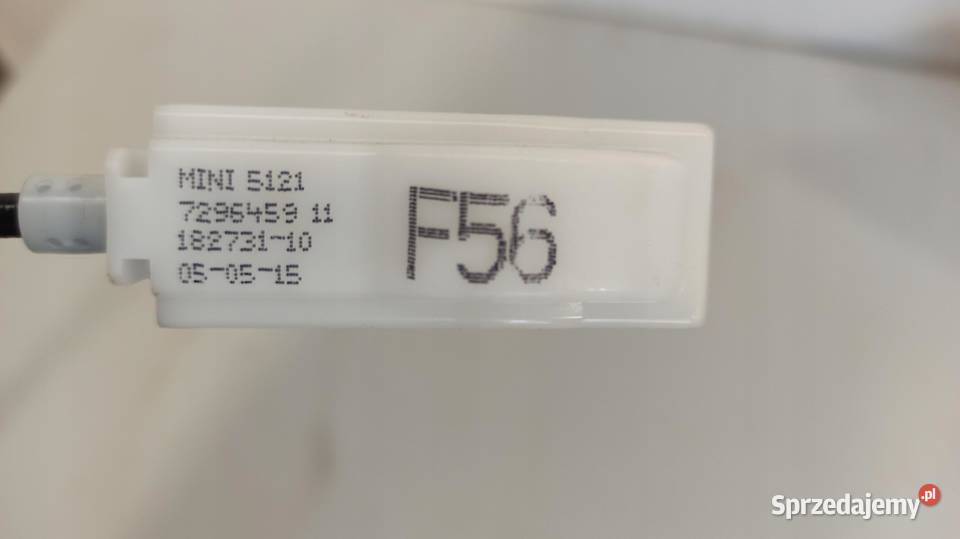 MINI 5121
7296459 11
182731-10
05-05-15
F56
Sprzedajemy.pl